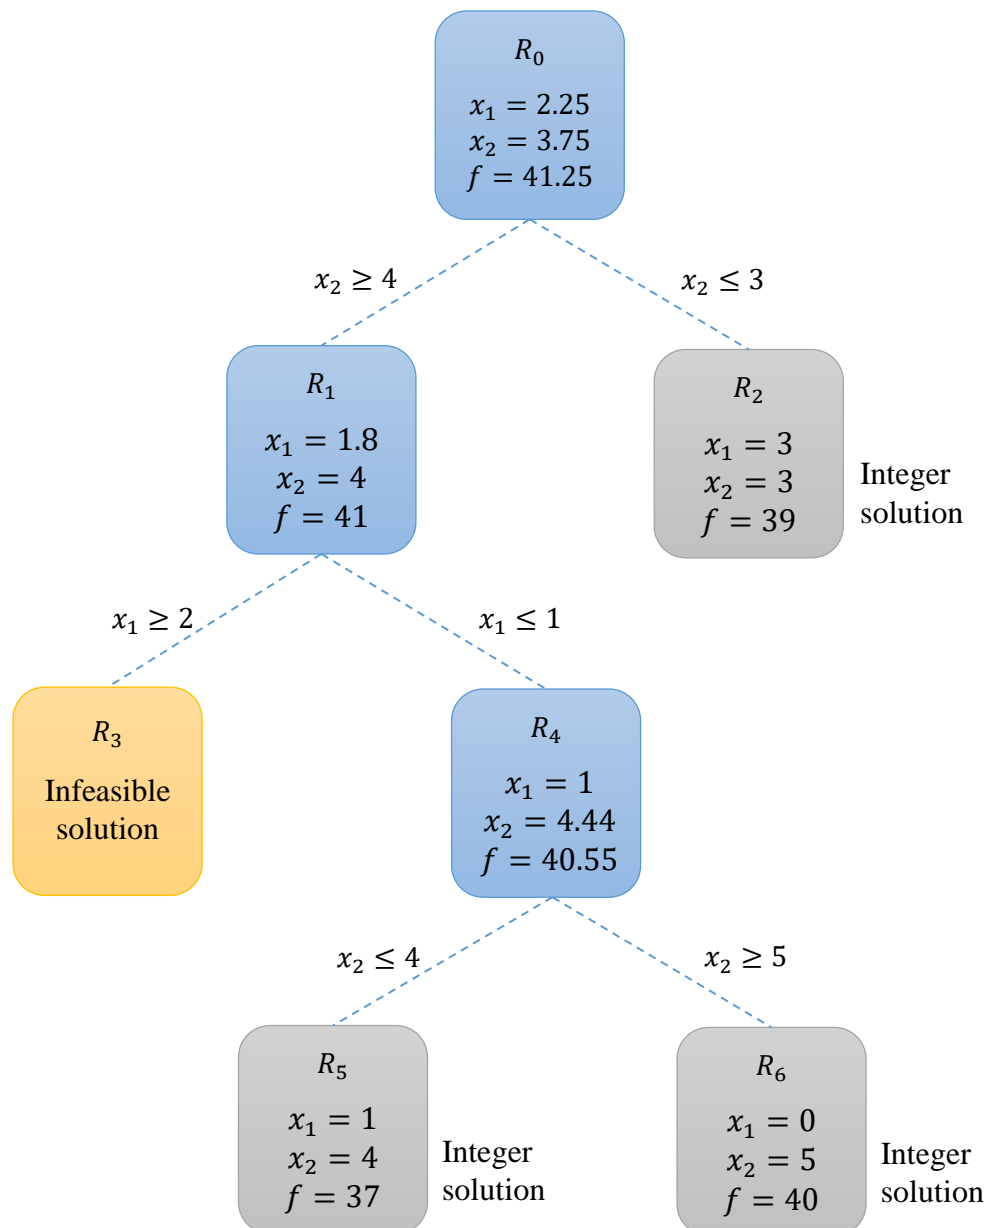 R₀
x₁ = 2.25
x₂ = 3.75
f = 41.25
x₂ ≥ 4
x₂ ≤ 3
R₁
x₁ = 1.8
x₂ = 4
f = 41
R₂
x₁ = 3
x₂ = 3
f = 39
Integer
solution
x₁ ≥ 2
x₁ ≤ 1
R₃
Infeasible
solution
R₄
x₁ = 1
x₂ = 4.44
f = 40.55
x₂ ≤ 4
x₂ ≥ 5
R₅
x₁ = 1
x₂ = 4
f = 37
Integer
solution
R₆
x₁ = 0
x₂ = 5
f = 40
Integer
solution